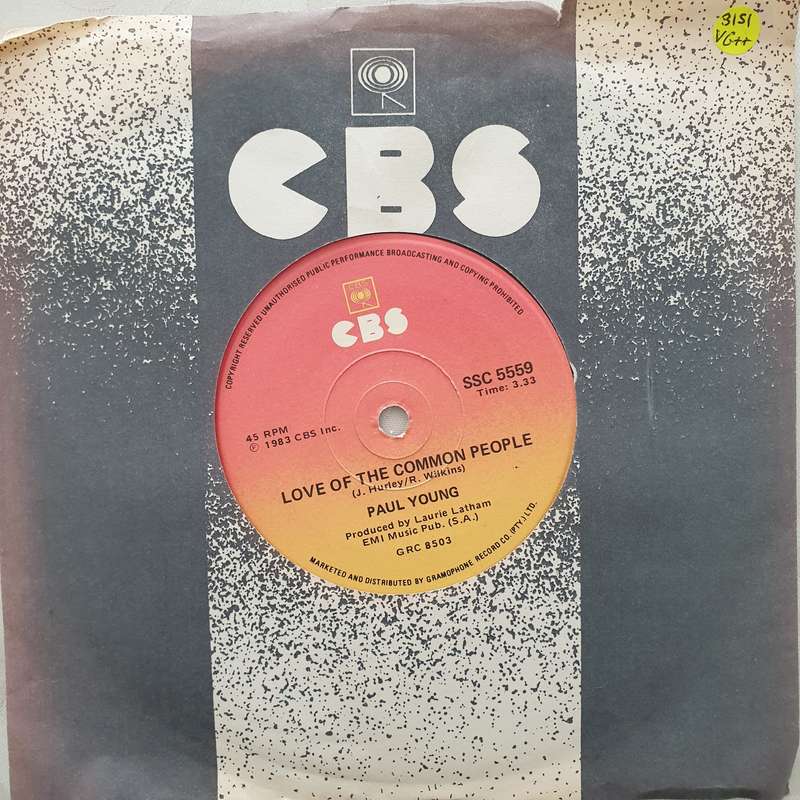 3151
VG++
CBS
COPYRIGHT RESERVED UNAUTHORISED PUBLIC PERFORMANCE BROADCASTING AND COPYING PROHIBITED
CBS
CBS
SSC 5559
Time: 3.33
45 RPM
Ⓟ 1983 CBS Inc.
LOVE OF THE COMMON PEOPLE
(J. Hurley/R. Wilkins)
PAUL YOUNG
Produced by Laurie Latham
EMI Music Pub. (S.A.)
GRC 8503
MARKETED AND DISTRIBUTED BY GRAMOPHONE RECORD CO. (PTY.) LTD.